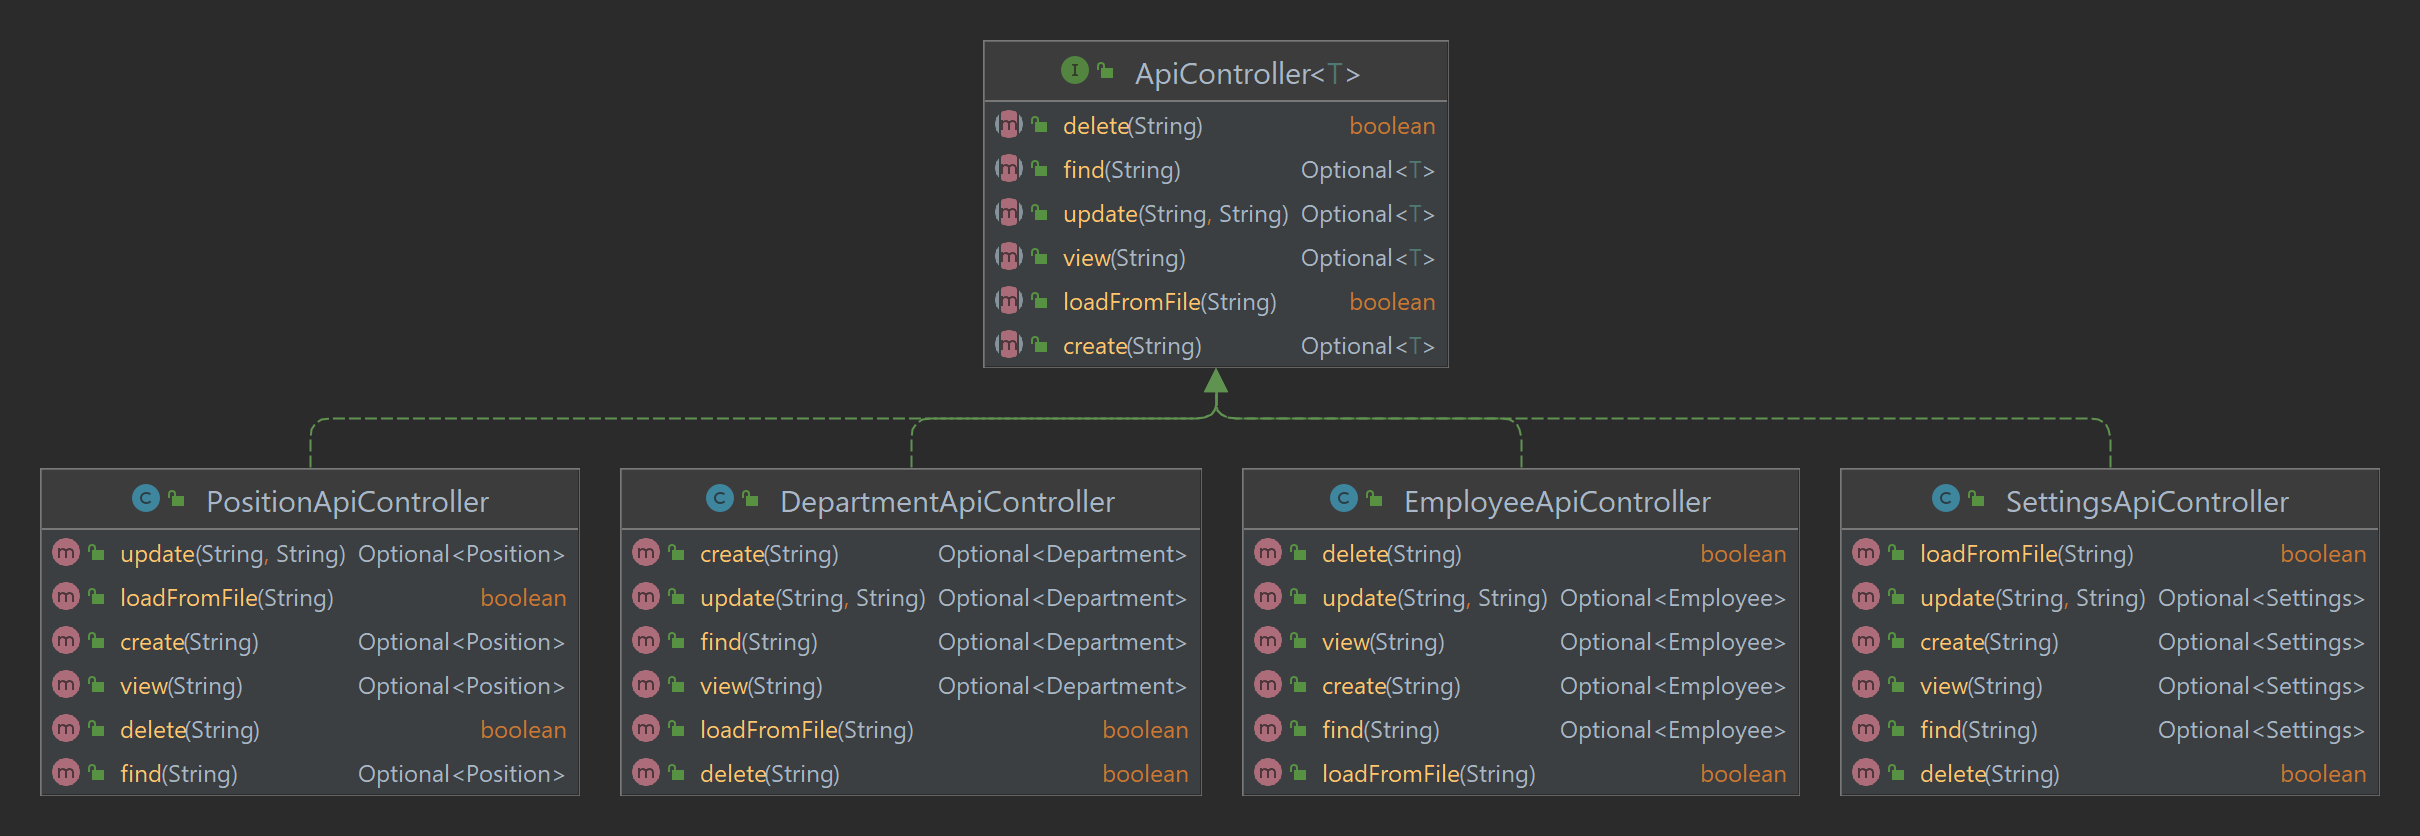 I ApiController<T>
m delete(String) boolean
m find(String) Optional<T>
m update(String, String) Optional<T>
m view(String) Optional<T>
m loadFromFile(String) boolean
m create(String) Optional<T>
C PositionApiController
m update(String, String) Optional<Position>
m loadFromFile(String) boolean
m create(String) Optional<Position>
m view(String) Optional<Position>
m delete(String) boolean
m find(String) Optional<Position>
C DepartmentApiController
m create(String) Optional<Department>
m update(String, String) Optional<Department>
m find(String) Optional<Department>
m view(String) Optional<Department>
m loadFromFile(String) boolean
m delete(String) boolean
C EmployeeApiController
m delete(String) boolean
m update(String, String) Optional<Employee>
m view(String) Optional<Employee>
m create(String) Optional<Employee>
m find(String) Optional<Employee>
m loadFromFile(String) boolean
C SettingsApiController
m loadFromFile(String) boolean
m update(String, String) Optional<Settings>
m create(String) Optional<Settings>
m view(String) Optional<Settings>
m find(String) Optional<Settings>
m delete(String) boolean